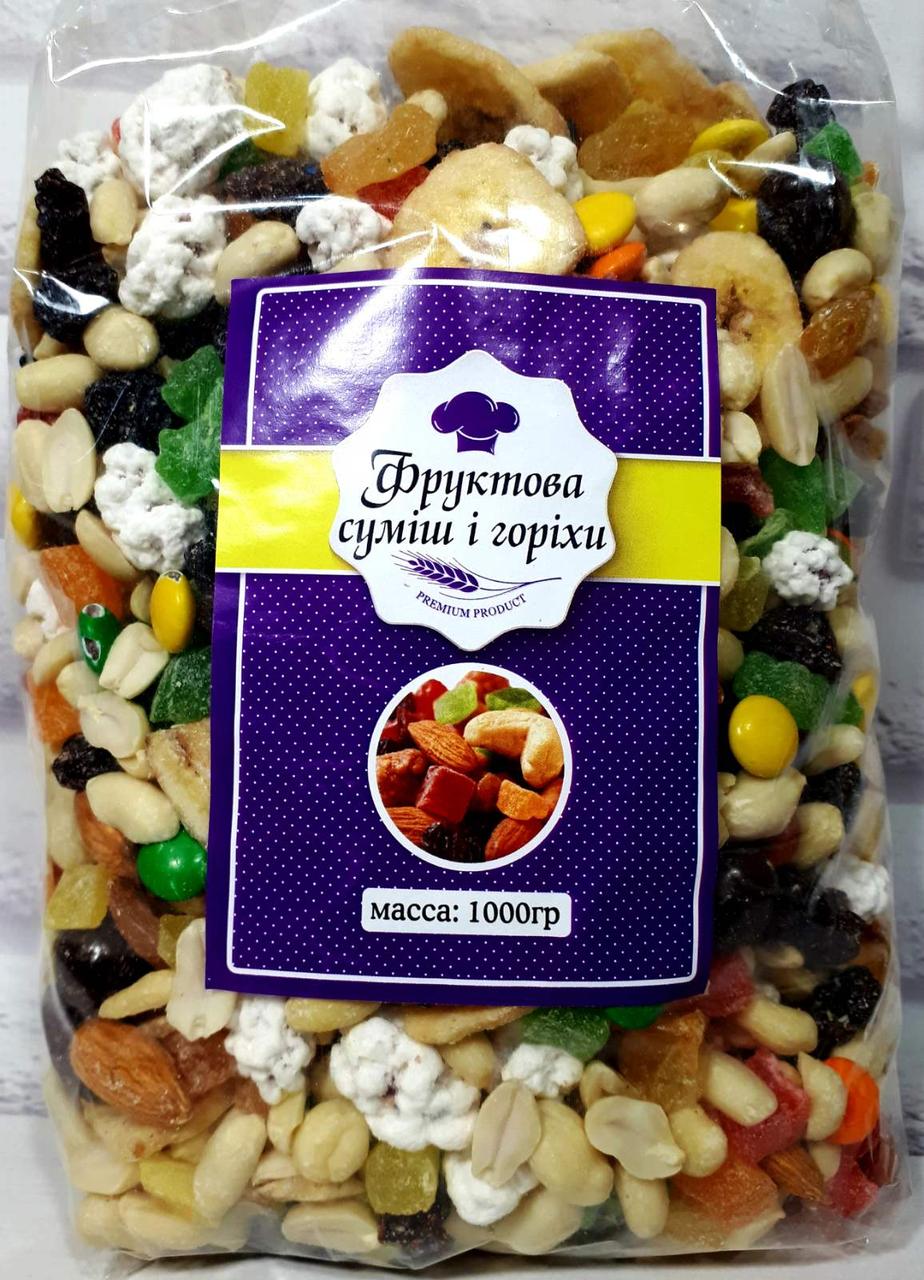 Фруктова
суміш і горіхи
PREMIUM PRODUCT
масса: 1000гр